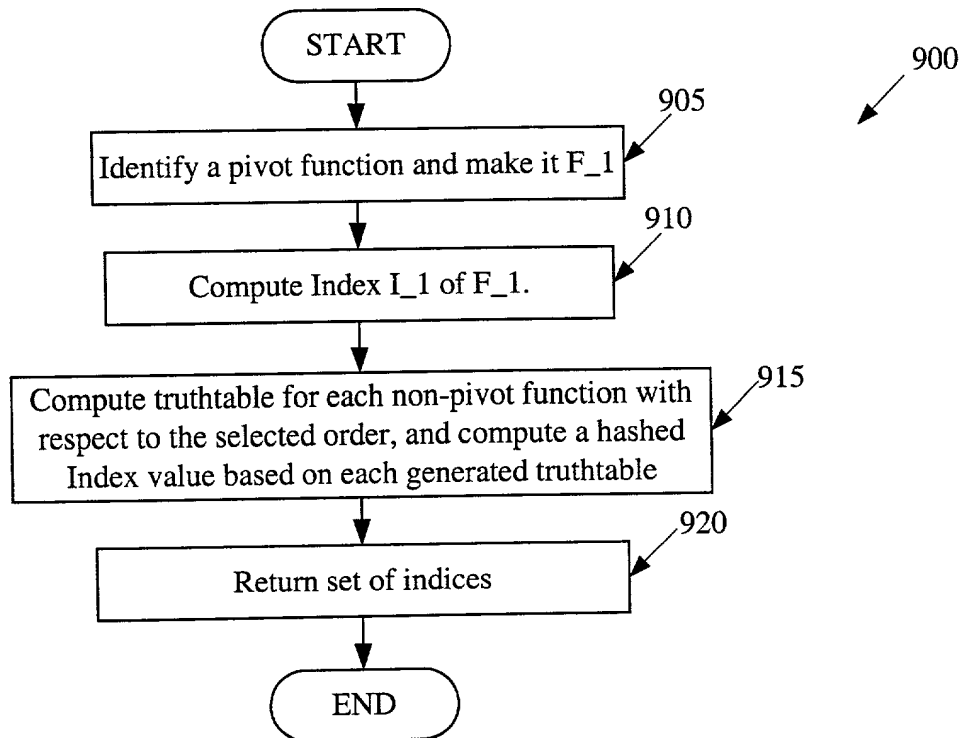 START
900
905
Identify a pivot function and make it F_1
910
Compute Index I_1 of F_1.
915
Compute truthtable for each non-pivot function with
respect to the selected order, and compute a hashed
Index value based on each generated truthtable
920
Return set of indices
END